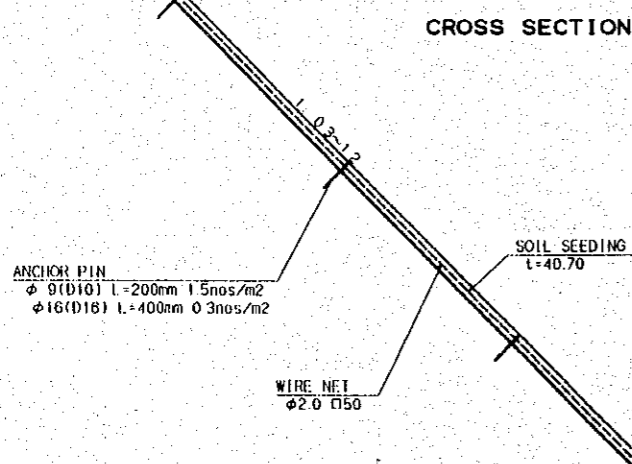 CROSS SECTION
1 0.3~1.2
ANCHOR PIN
φ 9(D10) L=200mm 1.5nos/m2
φ16(D16) L=400mm 0.3nos/m2
SOIL SEEDING
t=40.70
WIRE NET
φ2.0 □50